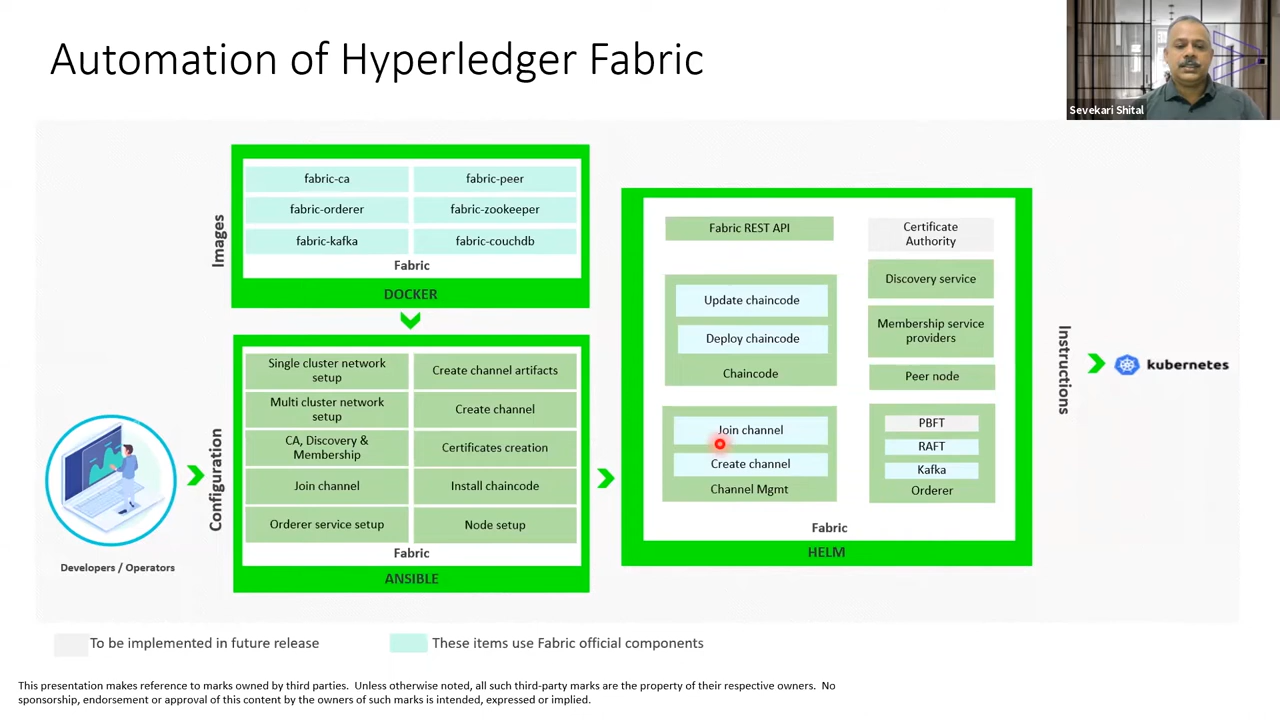 Automation of Hyperledger Fabric
Sevekari Shital
Images
fabric-ca
fabric-peer
fabric-orderer
fabric-zookeeper
fabric-kafka
fabric-couchdb
Fabric
DOCKER
Developers / Operators
Configuration
Single cluster network
setup
Create channel artifacts
Multi cluster network
setup
Create channel
CA, Discovery &
Membership
Certificates creation
Join channel
Install chaincode
Orderer service setup
Node setup
Fabric
ANSIBLE
Fabric REST API
Update chaincode
Deploy chaincode
Chaincode
Join channel
Create channel
Channel Mgmt
Certificate
Authority
Discovery service
Membership service
providers
Peer node
PBFT
RAFT
Kafka
Orderer
Fabric
HELM
Instructions
kubernetes
To be implemented in future release
These items use Fabric official components
This presentation makes reference to marks owned by third parties. Unless otherwise noted, all such third-party marks are the property of their respective owners. No
sponsorship, endorsement or approval of this content by the owners of such marks is intended, expressed or implied.